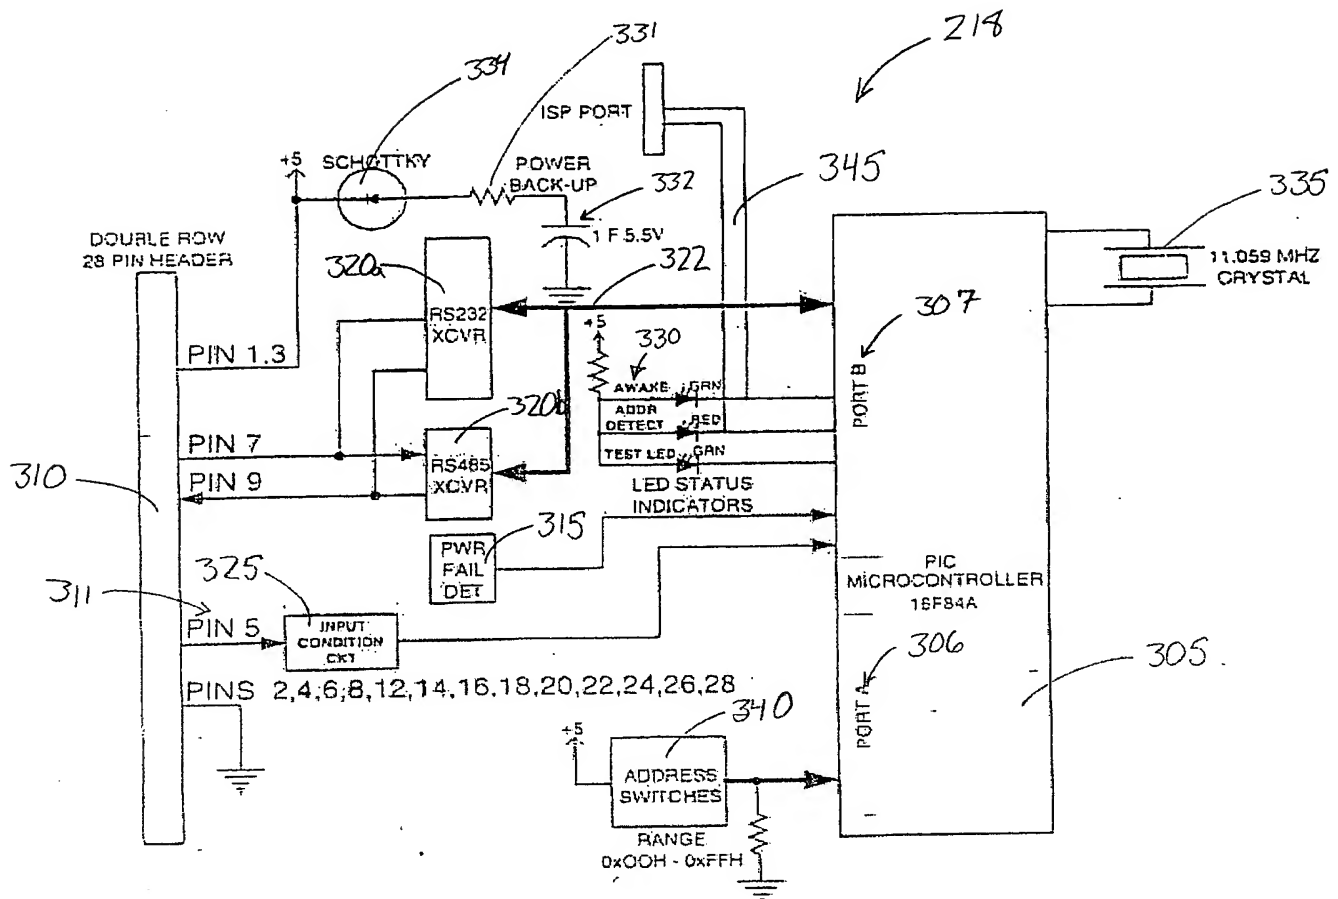 218
331
334
ISP PORT
+5
SCHOTTKY
POWER
BACK-UP
332
345
335
1 F 5.5V
DOUBLE ROW
28 PIN HEADER
320a
322
11.059 MHZ
CRYSTAL
RS232
XCVR
+5
330
307
PIN 1.3
AWAKE
GRN
PORT B
320b
ADDR
DETECT
RED
PIN 7
TEST LED
GRN
RS485
XCVR
310
PIN 9
LED STATUS
INDICATORS
315
PWR
FAIL
DET
325
311
PIC
MICROCONTROLLER
16F84A
PIN 5
INPUT
CONDITION
CKT
306
305
PINS 2,4,6,8,12,14,16,18,20,22,24,26,28
PORT A
340
+5
ADDRESS
SWITCHES
RANGE
0xOOH - 0xFFH